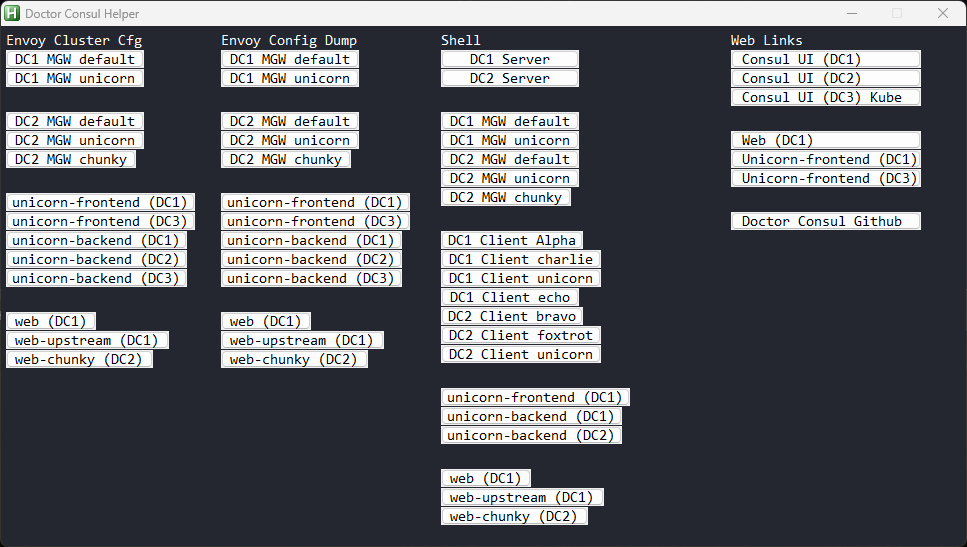 Doctor Consul Helper
Envoy Cluster Cfg
DC1 MGW default
DC1 MGW unicorn
DC2 MGW default
DC2 MGW unicorn
DC2 MGW chunky
unicorn-frontend (DC1)
unicorn-frontend (DC3)
unicorn-backend (DC1)
unicorn-backend (DC2)
unicorn-backend (DC3)
web (DC1)
web-upstream (DC1)
web-chunky (DC2)
Envoy Config Dump
DC1 MGW default
DC1 MGW unicorn
DC2 MGW default
DC2 MGW unicorn
DC2 MGW chunky
unicorn-frontend (DC1)
unicorn-frontend (DC3)
unicorn-backend (DC1)
unicorn-backend (DC2)
unicorn-backend (DC3)
web (DC1)
web-upstream (DC1)
web-chunky (DC2)
Shell
DC1 Server
DC2 Server
DC1 MGW default
DC1 MGW unicorn
DC2 MGW default
DC2 MGW unicorn
DC2 MGW chunky
DC1 Client Alpha
DC1 Client charlie
DC1 Client unicorn
DC1 Client echo
DC2 Client bravo
DC2 Client foxtrot
DC2 Client unicorn
unicorn-frontend (DC1)
unicorn-backend (DC1)
unicorn-backend (DC2)
web (DC1)
web-upstream (DC1)
web-chunky (DC2)
Web Links
Consul UI (DC1)
Consul UI (DC2)
Consul UI (DC3) Kube
Web (DC1)
Unicorn-frontend (DC1)
Unicorn-frontend (DC3)
Doctor Consul Github